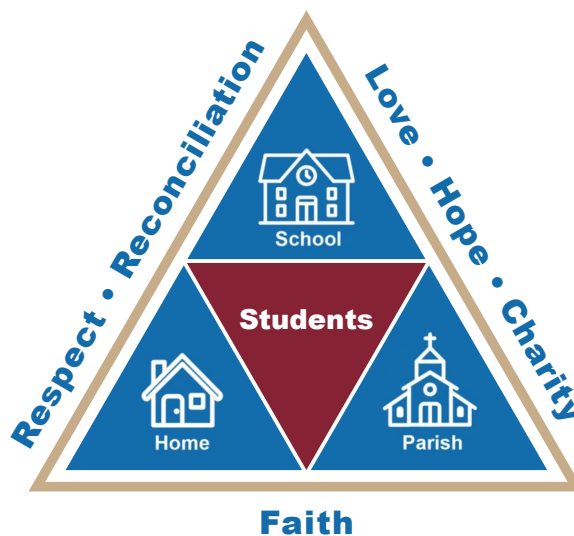 Respect • Reconciliation
Love • Hope • Charity
School
Students
Home
Parish
Faith